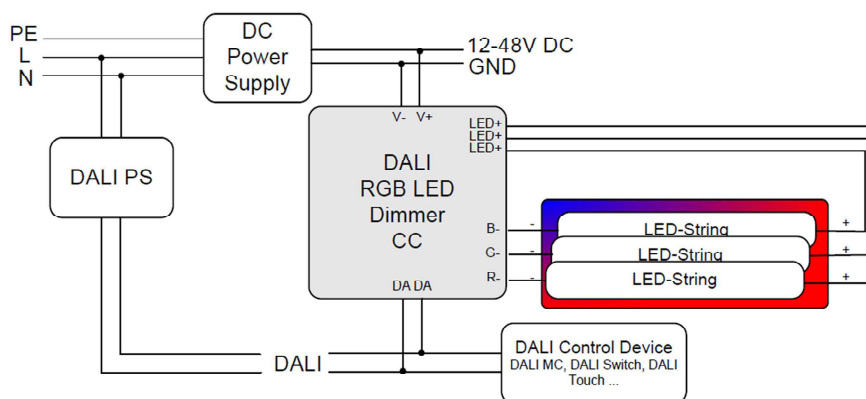 PE
L
N
DC
Power
Supply
12-48V DC
GND
V- V+
LED+
LED+
LED+
DALI PS
DALI
RGB LED
Dimmer
CC
B- - LED-String +
G- - LED-String +
R- - LED-String +
DA DA
DALI
DALI Control Device
DALI MC, DALI Switch, DALI
Touch ...